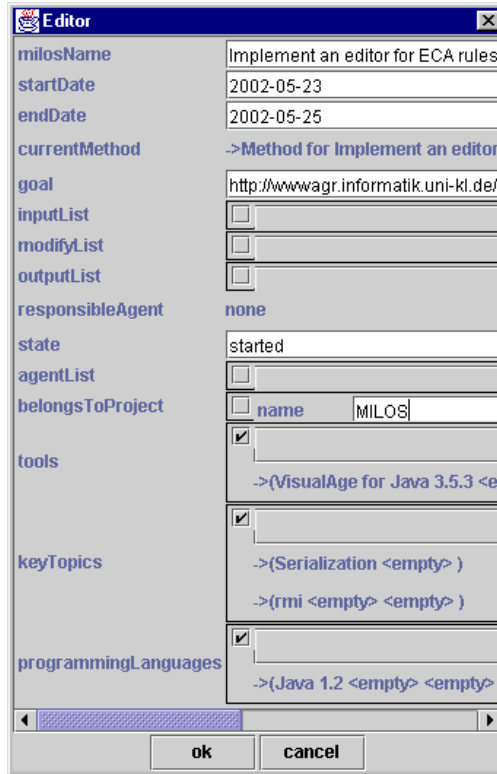 Editor
milosName Implement an editor for ECA rules
startDate 2002-05-23
endDate 2002-05-25
currentMethod ->Method for Implement an editor
goal http://wwwagr.informatik.uni-kl.de/
inputList
modifyList
outputList
responsibleAgent none
state started
agentList
belongsToProject name MILOS
tools
->(VisualAge for Java 3.5.3 <e
keyTopics
->(Serialization <empty> )
->(rmi <empty> <empty> )
programmingLanguages
->(Java 1.2 <empty> <empty>
ok cancel